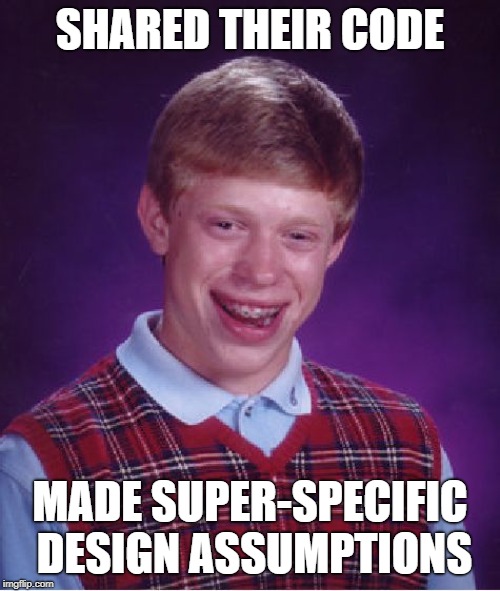 SHARED THEIR CODE
MADE SUPER-SPECIFIC
DESIGN ASSUMPTIONS
imgflip.com